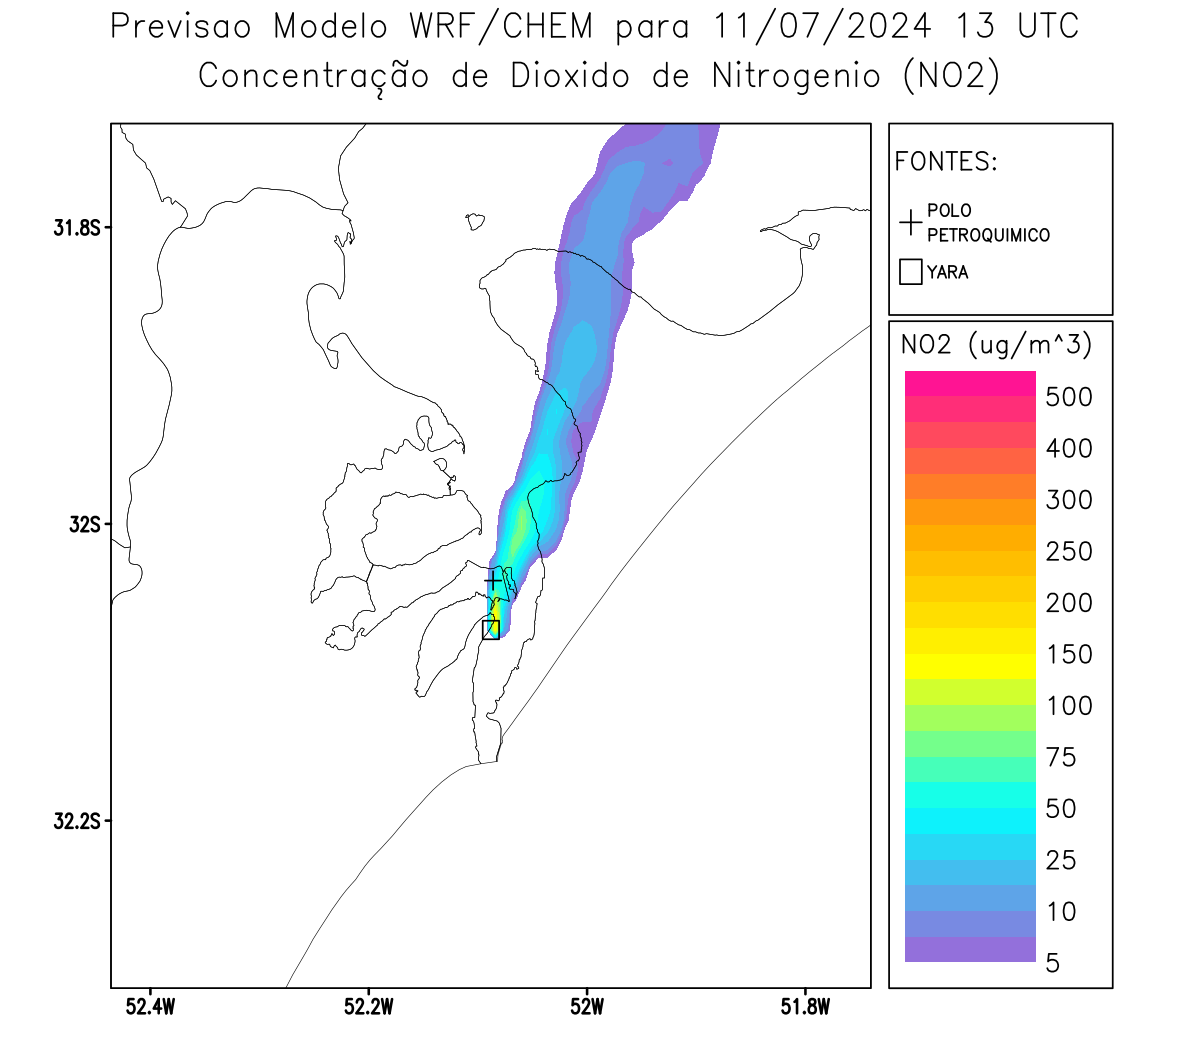 Previsao Modelo WRF/CHEM para 11/07/2024 13 UTC
Concentração de Dioxido de Nitrogenio (NO2)
FONTES:
POLO
PETROQUIMICO
YARA
31.8S
32S
32.2S
52.4W
52.2W
52W
51.8W
NO2 (ug/m^3)
500
400
300
250
200
150
100
75
50
25
10
5